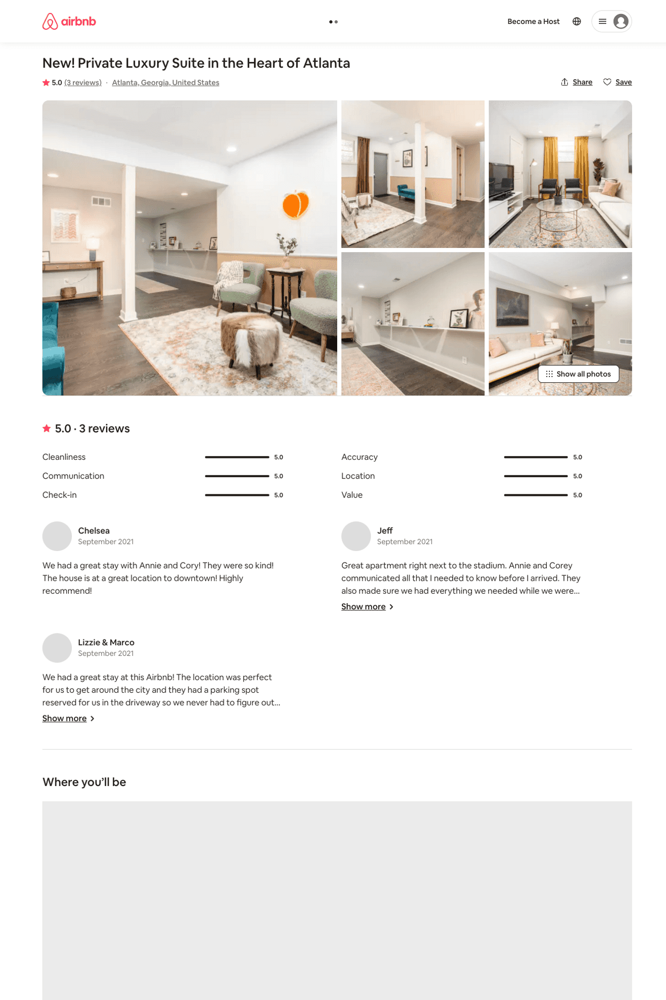 airbnb
Become a Host
New! Private Luxury Suite in the Heart of Atlanta
5.0 (3 reviews) · Atlanta, Georgia, United States
Share
Save
Show all photos
5.0 · 3 reviews
Cleanliness 5.0
Accuracy 5.0
Communication 5.0
Location 5.0
Check-in 5.0
Value 5.0
Chelsea
September 2021
We had a great stay with Annie and Cory! They were so kind!
The house is at a great location to downtown! Highly
recommend!
Jeff
September 2021
Great apartment right next to the stadium. Annie and Corey
communicated all that I needed to know before I arrived. They
also made sure we had everything we needed while we were…
Show more
Lizzie & Marco
September 2021
We had a great stay at this Airbnb! The location was perfect
for us to get around the city and they had a parking spot
reserved for us in the driveway so we never had to figure out…
Show more
Where you’ll be